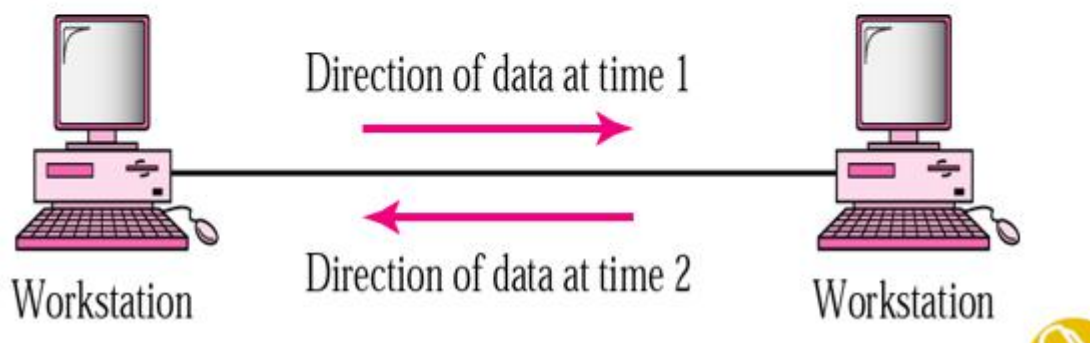 Direction of data at time 1
Direction of data at time 2
Workstation
Workstation